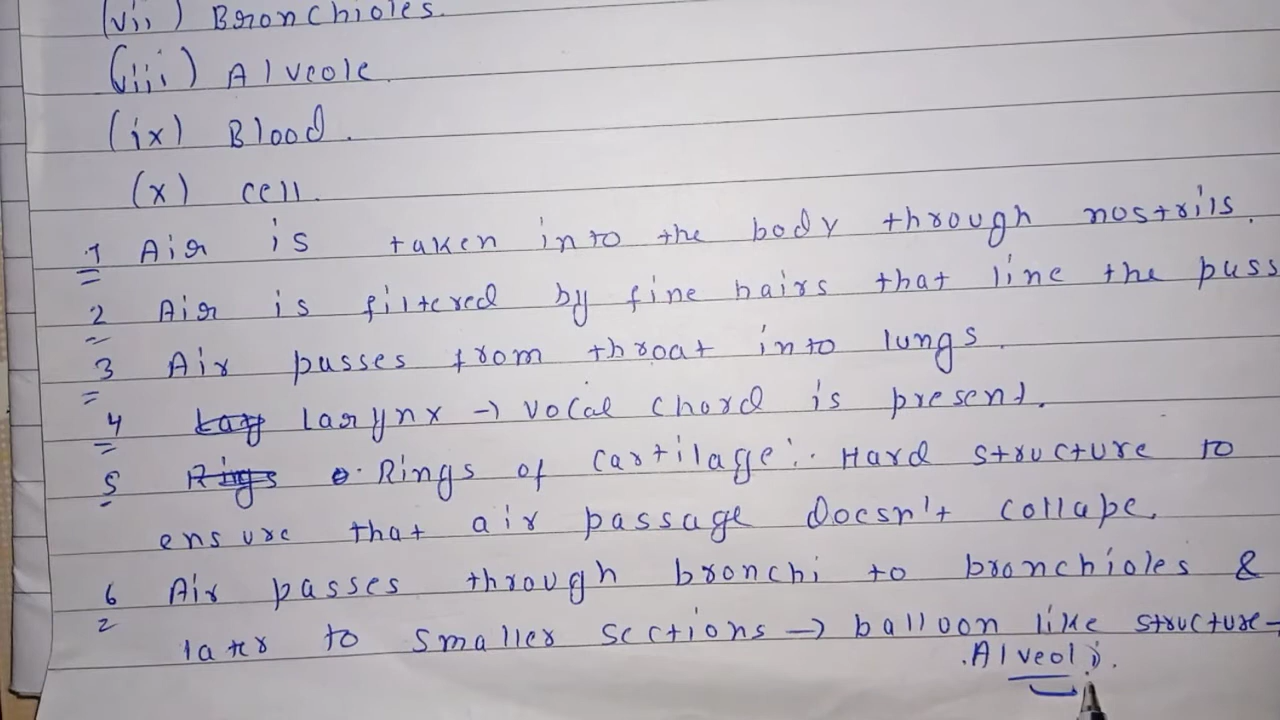 (vii) Bronchioles.
(iii) Alveole.
(ix) Blood.
(x) cell.
1 Air is taken into the body through nostrils.
2 Air is filtered by fine hairs that line the pass
3 Air passes from throat into lungs.
4 Lary Larynx → Vocal Chord is present.
5 Rings Rings of Cartilage: Hard structure to
ensure that air passage Doesn't collape.
6 Air passes through bronchi to bronchioles &
later to smaller sections → balloon like structure →
Alveoli.